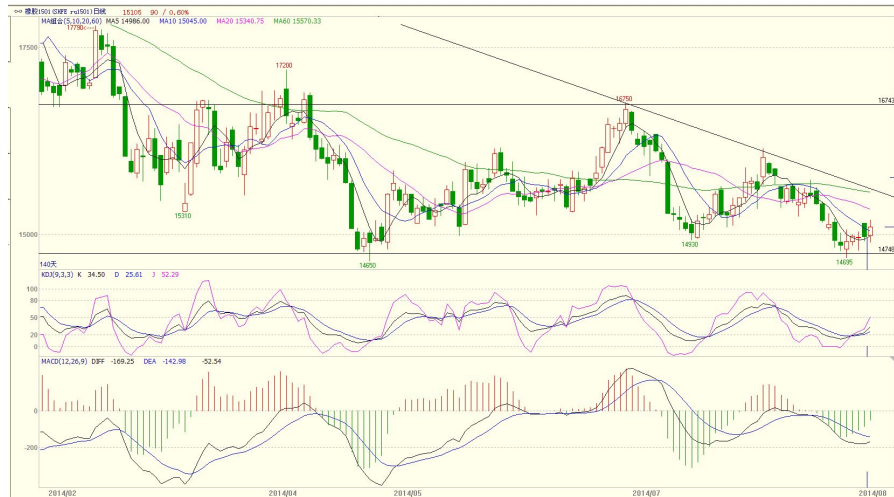 橡胶1501(SHFE ru1501)日线 15105 90 / 0.60%
MA组合(5,10,20,60) MA5 14986.00 MA10 15045.00 MA20 15340.75 MA60 15570.33
17790
17500
17200
16750
16743
15310
15000
14930
14650
14695
140天
KDJ(9,3,3) K 34.50 D 25.61 J 52.29
100
80
50
20
0
MACD(12,26,9) DIFF -169.25 DEA -142.98 -52.54
0
-200
2014/02 2014/04 2014/05 2014/07 2014/08